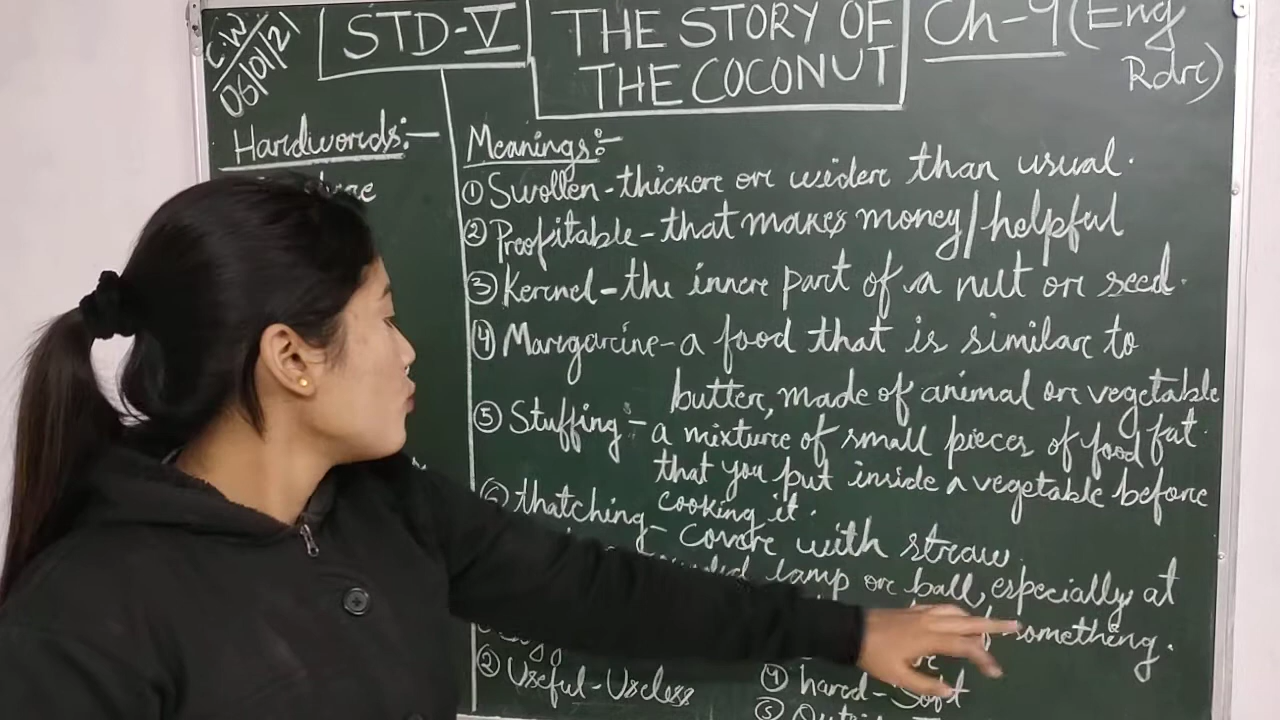 C.W
06/01/21
STD-V
THE STORY OF
THE COCONUT
Ch-9 (Eng
Rdr)
Hardwords:-
Meanings:-
① Swollen - thicker or wider than usual.
② Profitable - that makes money/helpful
③ Kernel - the inner part of a nut or seed.
④ Margarine - a food that is similar to
butter, made of animal or vegetable
fat.
⑤ Stuffing - a mixture of small pieces of food
that you put inside a vegetable before
cooking it.
⑥ thatching - cover with straw.
lamp or ball, especially at
something.
② Useful - Useless
④ hard - Soft
⑤